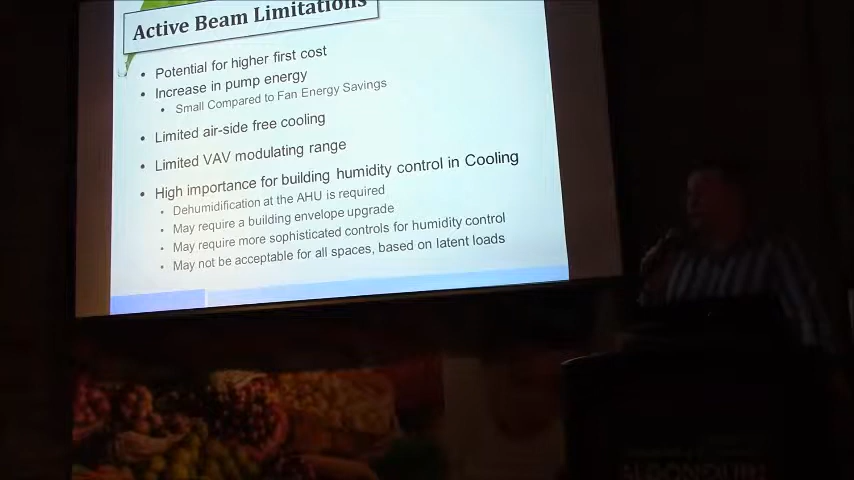 Active Beam Limitations
• Potential for higher first cost
• Increase in pump energy
• Small Compared to Fan Energy Savings
• Limited air-side free cooling
• Limited VAV modulating range
• High importance for building humidity control in Cooling
• Dehumidification at the AHU is required
• May require a building envelope upgrade
• May require more sophisticated controls for humidity control
• May not be acceptable for all spaces, based on latent loads